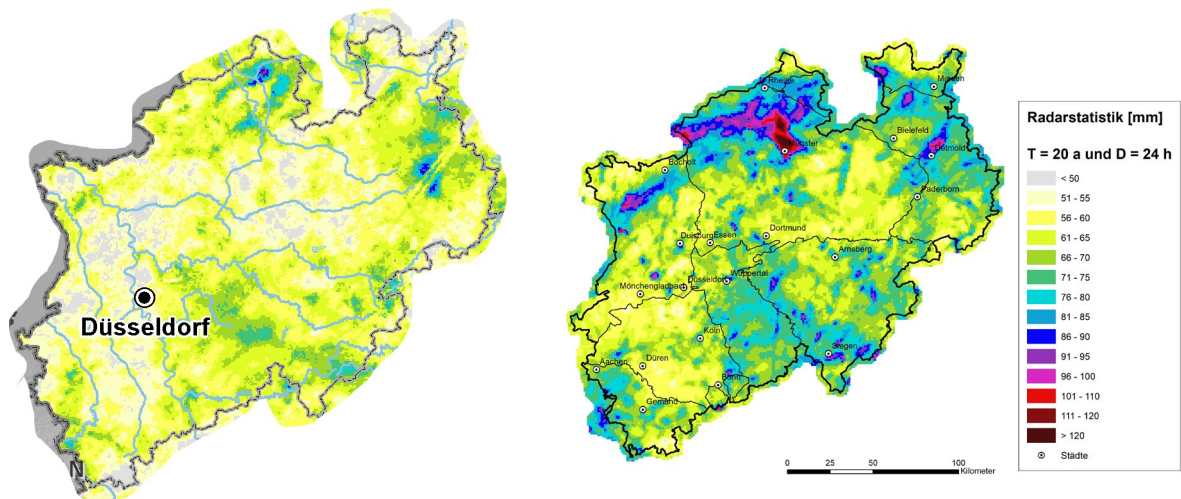 Düsseldorf
N
Rheine
Minden
Münster
Bielefeld
Detmold
Bocholt
Paderborn
Duisburg
Essen
Dortmund
Arnsberg
Mönchengladbach
Düsseldorf
Wuppertal
Köln
Siegen
Aachen
Düren
Bonn
Gemünd
0 25 50 100
Kilometer
Radarstatistik [mm]
T = 20 a und D = 24 h
< 50
51 - 55
56 - 60
61 - 65
66 - 70
71 - 75
76 - 80
81 - 85
86 - 90
91 - 95
96 - 100
101 - 110
111 - 120
> 120
Städte